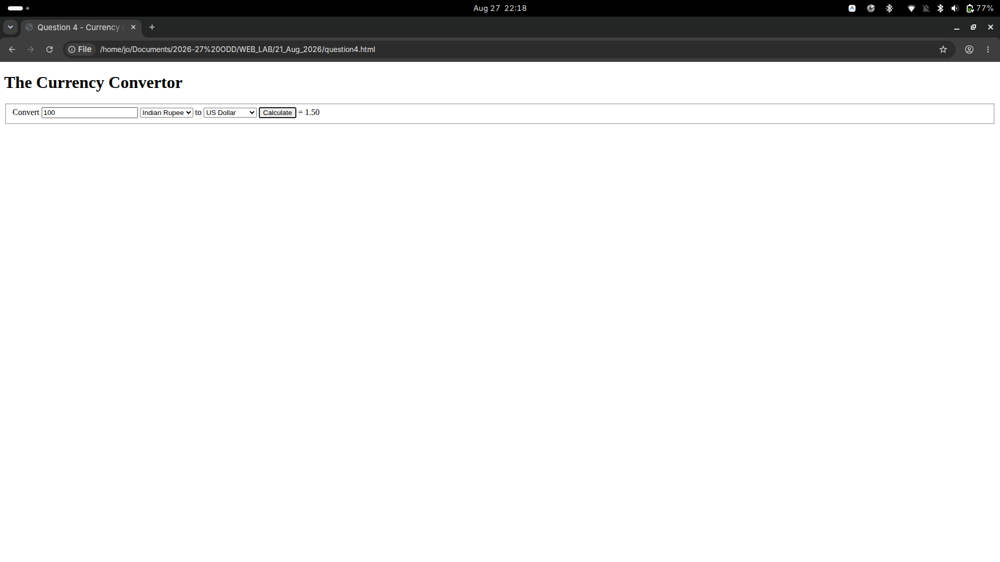 Aug 27 22:18
77%
Question 4 - Currency
File /home/jo/Documents/2026-27%20ODD/WEB_LAB/21_Aug_2026/question4.html
The Currency Convertor
Convert 100 Indian Rupee to US Dollar Calculate = 1.50